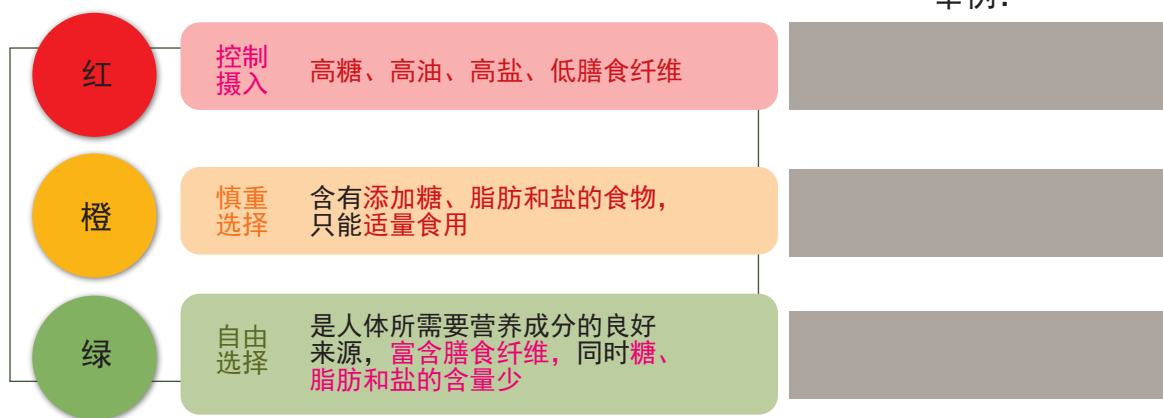 举例：
红
控制
摄入
高糖、高油、高盐、低膳食纤维
橙
慎重
选择
含有添加糖、脂肪和盐的食物，
只能适量食用
绿
自由
选择
是人体所需要营养成分的良好
来源，富含膳食纤维，同时糖、
脂肪和盐的含量少